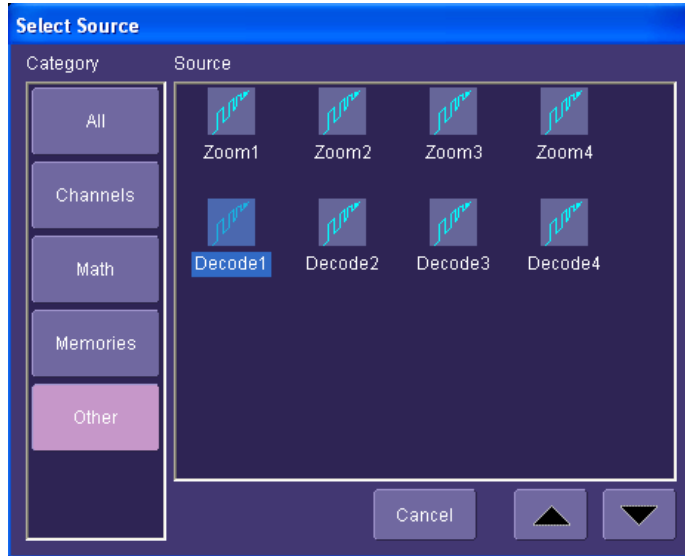 Select Source
Category
Source
All
Channels
Math
Memories
Other
Zoom1 Zoom2 Zoom3 Zoom4
Decode1 Decode2 Decode3 Decode4
Cancel